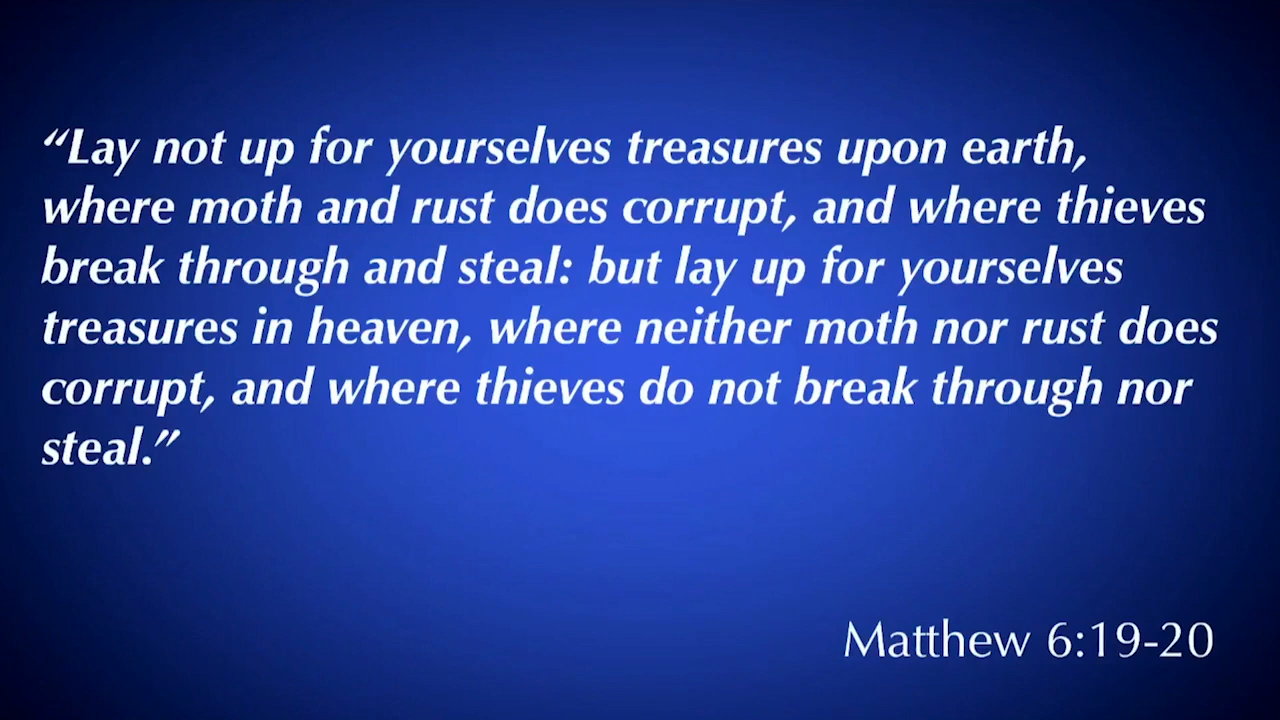 “Lay not up for yourselves treasures upon earth,
where moth and rust does corrupt, and where thieves
break through and steal: but lay up for yourselves
treasures in heaven, where neither moth nor rust does
corrupt, and where thieves do not break through nor
steal.”
Matthew 6:19-20